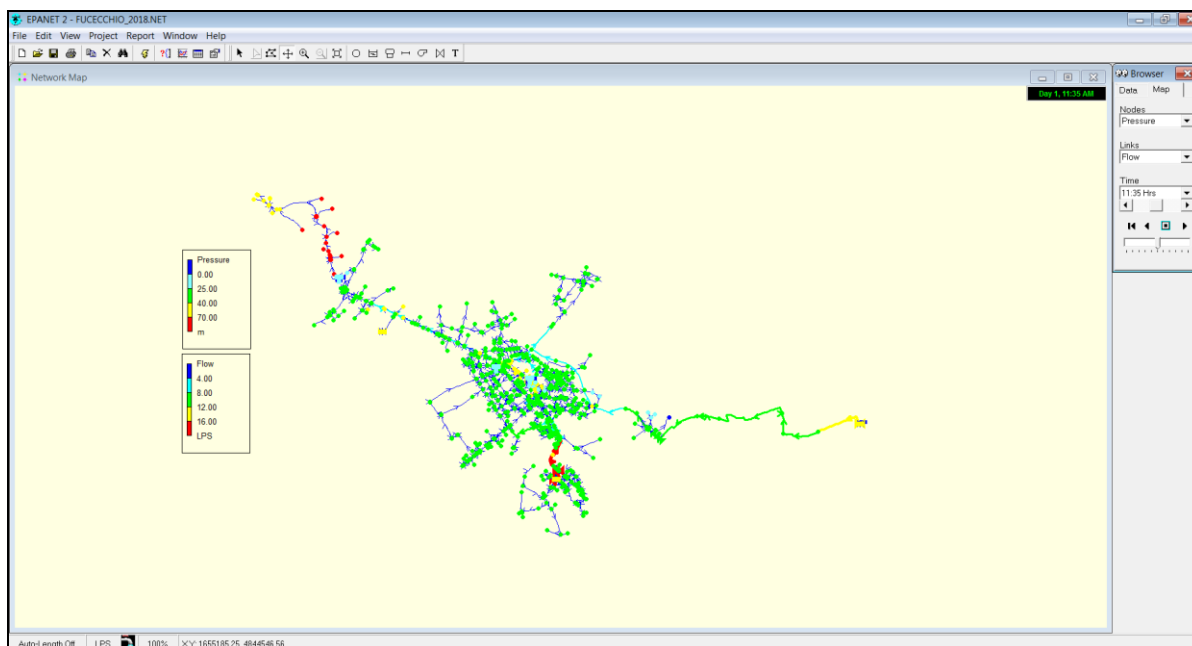 EPANET 2 - FUCECCHIO_2018.NET
File Edit View Project Report Window Help
T
Network Map
Day 1, 11:35 AM
Browser
Data Map
Nodes
Pressure
Links
Flow
Time
11:35 Hrs
Pressure
0.00
25.00
40.00
70.00
m
Flow
4.00
8.00
12.00
16.00
LPS
Auto-Length Off LPS 100% X,Y: 1655185.25, 4844546.56